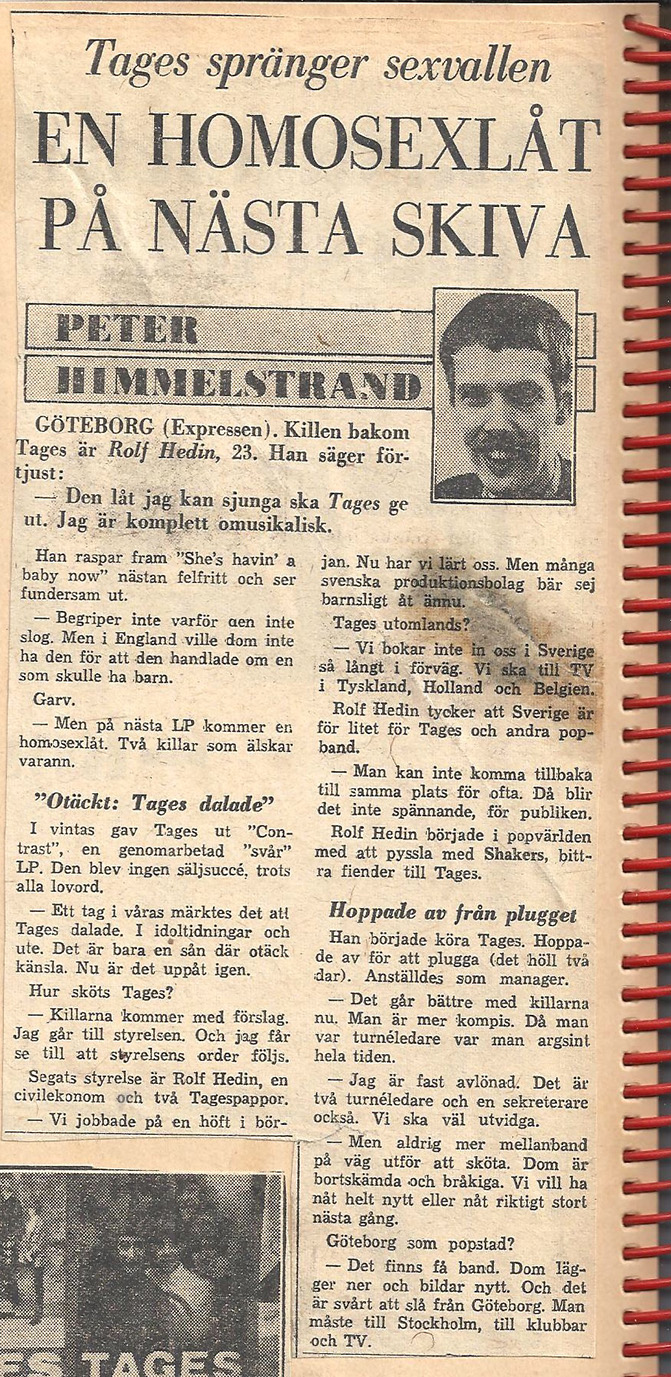 Tages spränger sexvallen
EN HOMOSEXLÅT
PÅ NÄSTA SKIVA
PETER
HIMMELSTRAND
GÖTEBORG (Expressen). Killen bakom
Tages är Rolf Hedin, 23. Han säger för-
tjust:
— Den låt jag kan sjunga ska Tages ge
ut. Jag är komplett omusikalisk.
Han raspar fram "She's havin' a
baby now" nästan felfritt och ser
fundersam ut.
— Begriper inte varför den inte
slog. Men i England ville dom inte
ha den för att den handlade om en
som skulle ha barn.
Garv.
— Men på nästa LP kommer en
homosexlåt. Två killar som älskar
varann.
"Otäckt: Tages dalade"
I vintas gav Tages ut "Con-
trast", en genomarbetad "svår"
LP. Den blev ingen säljsuccé, trots
alla lovord.
— Ett tag i våras märktes det att
Tages dalade. I idoltidningar och
ute. Det är bara en sån där otäck
känsla. Nu är det uppåt igen.
Hur sköts Tages?
— Killarna kommer med förslag.
Jag går till styrelsen. Och jag får
se till att styrelsens order följs.
Segats styrelse är Rolf Hedin, en
civilekonom och två Tagespappor.
— Vi jobbade på en höft i bör-
jan. Nu har vi lärt oss. Men många
svenska produktionsbolag bär sej
barnsligt åt ännu.
Tages utomlands?
— Vi bokar inte in oss i Sverige
så långt i förväg. Vi ska till TV
i Tyskland, Holland och Belgien.
Rolf Hedin tycker att Sverige är
för litet för Tages och andra pop-
band.
— Man kan inte komma tillbaka
till samma plats för ofta. Då blir
det inte spännande, för publiken.
Rolf Hedin började i popvärlden
med att pyssla med Shakers, bitt-
ra fiender till Tages.
Hoppade av från plugget
Han började köra Tages. Hoppa-
de av för att plugga (det höll två
dar). Anställdes som manager.
— Det går bättre med killarna
nu. Man är mer kompis. Då man
var turnéledare var man argsint
hela tiden.
— Jag är fast avlönad. Det är
två turnéledare och en sekreterare
också. Vi ska väl utvidga.
— Men aldrig mer mellanband
på väg utför att sköta. Dom är
bortskämda och bråkiga. Vi vill ha
nåt helt nytt eller nåt riktigt stort
nästa gång.
Göteborg som popstad?
— Det finns få band. Dom läg-
ger ner och bildar nytt. Och det
är svårt att slå från Göteborg. Man
måste till Stockholm, till klubbar
och TV.
ES TAGES